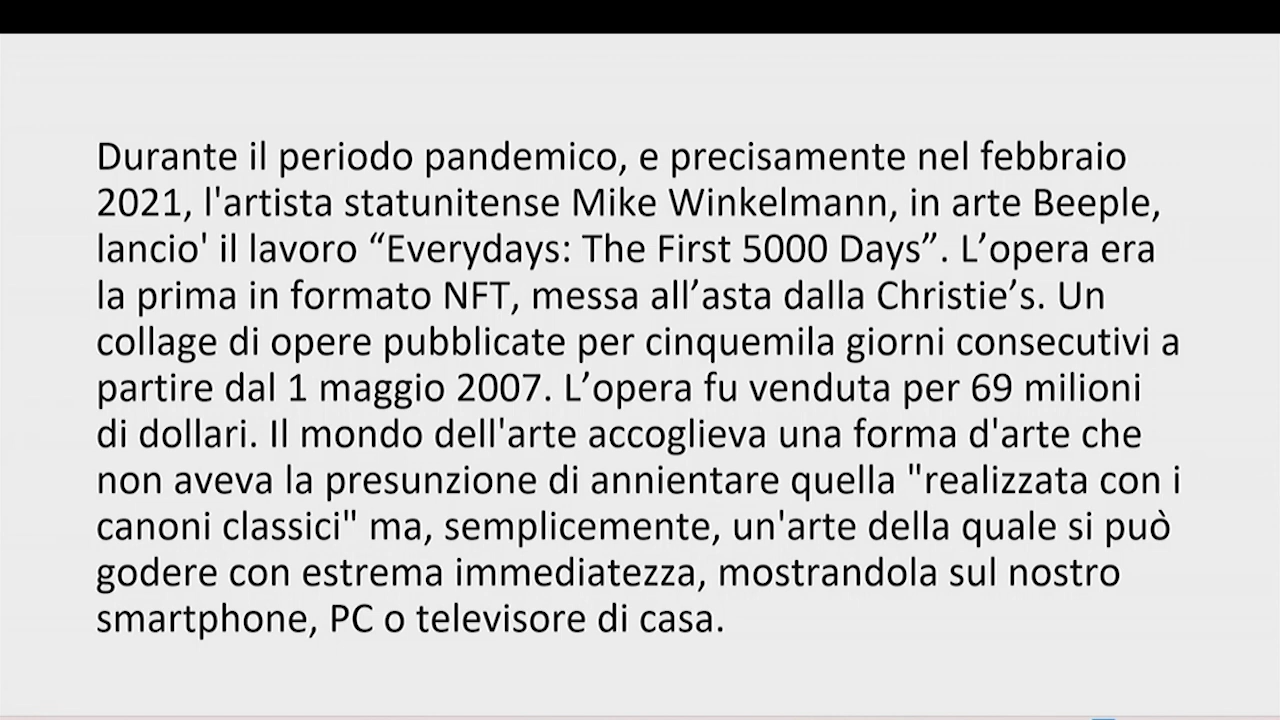 Durante il periodo pandemico, e precisamente nel febbraio
2021, l'artista statunitense Mike Winkelmann, in arte Beeple,
lancio' il lavoro “Everydays: The First 5000 Days”. L’opera era
la prima in formato NFT, messa all’asta dalla Christie’s. Un
collage di opere pubblicate per cinquemila giorni consecutivi a
partire dal 1 maggio 2007. L’opera fu venduta per 69 milioni
di dollari. Il mondo dell'arte accoglieva una forma d'arte che
non aveva la presunzione di annientare quella "realizzata con i
canoni classici" ma, semplicemente, un'arte della quale si può
godere con estrema immediatezza, mostrandola sul nostro
smartphone, PC o televisore di casa.